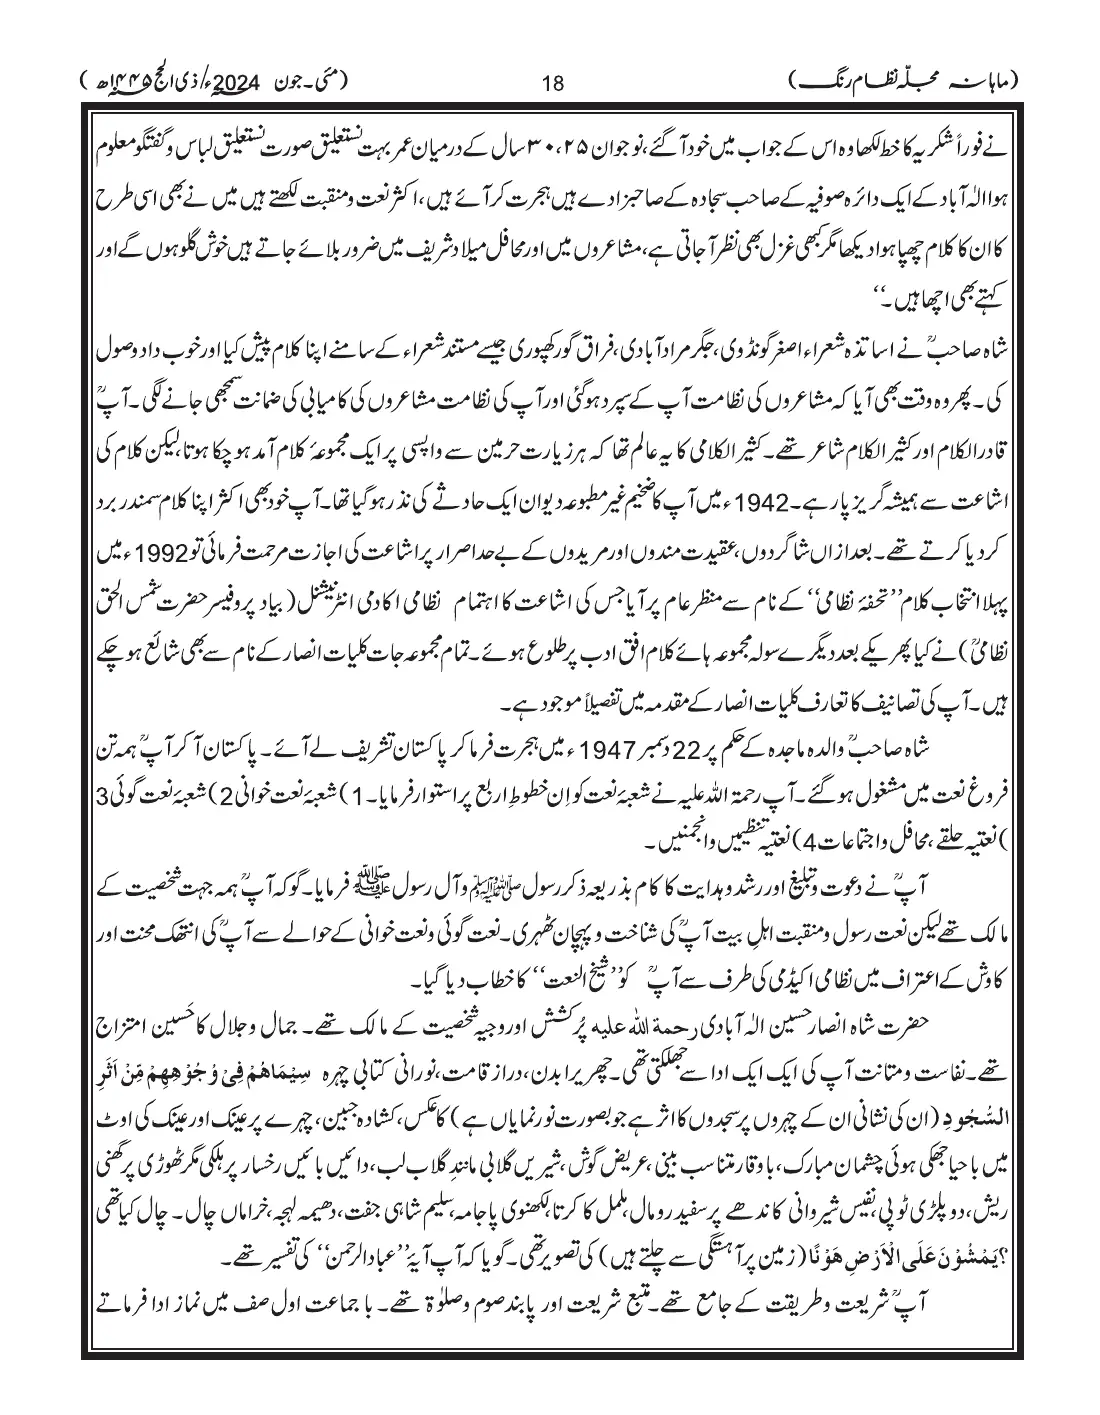 (ماہانہ مجلّہ نظام رنگ) 18 (مئی۔جون 2024ء/ذی الحج ۱۴۴۵ھ)
نے فوراً شکریہ کا خط لکھا وہ اس کے جواب میں خود آ گئے، نوجوان ۲۵، ۳۰ سال کے درمیان عمر بہت نستعلیق صورت نستعلیق لباس و گفتگو معلوم
ہوا الٰہ آباد کے ایک دائرہ صوفیہ کے صاحب سجادہ کے صاحبزادے ہیں ہجرت کر آئے ہیں، اکثر نعت و منقبت لکھتے ہیں میں نے بھی اسی طرح
کا ان کا کلام چھپا ہوا دیکھا مگر کبھی غزل بھی نظر آ جاتی ہے، مشاعروں میں اور محافل میلاد شریف میں ضرور بلائے جاتے ہیں خوش گلو ہوں گے اور
کہتے بھی اچھا ہیں۔‘‘
شاہ صاحبؒ نے اساتذہ شعراء اصغر گونڈوی، جگر مرادآبادی، فراق گورکھپوری جیسے مستند شعراء کے سامنے اپنا کلام پیش کیا اور خوب داد وصول
کی۔ پھر وہ وقت بھی آیا کہ مشاعروں کی نظامت آپ کے سپرد ہو گئی اور آپ کی نظامت مشاعروں کی کامیابی کی ضمانت سمجھی جانے لگی۔ آپؒ
قادر الکلام اور کثیر الکلام شاعر تھے۔ کثیر الکلامی کا یہ عالم تھا کہ ہر زیارت حرمین سے واپسی پر ایک مجموعۂ کلام آمد ہو چکا ہوتا، لیکن کلام کی
اشاعت سے ہمیشہ گریز پا رہے۔ 1942ء میں آپ کا ضخیم غیر مطبوعہ دیوان ایک حادثے کی نذر ہو گیا تھا۔ آپ خود بھی اکثر اپنا کلام سمندر برد
کر دیا کرتے تھے۔ بعد ازاں شاگردوں، عقیدت مندوں اور مریدوں کے بے حد اصرار پر اشاعت کی اجازت مرحمت فرمائی تو 1992ء میں
پہلا انتخاب کلام ’’تحفۂ نظامی‘‘ کے نام سے منظر عام پر آیا جس کی اشاعت کا اہتمام نظامی اکادمی انٹرنیشنل (بیاد پروفیسر حضرت شمس الحق
نظامیؒ) نے کیا پھر یکے بعد دیگرے سولہ مجموعہ ہائے کلام افق ادب پر طلوع ہوئے۔ تمام مجموعہ جات کلیات انصار کے نام سے بھی شائع ہو چکے
ہیں۔ آپ کی تصانیف کا تعارف کلیات انصار کے مقدمہ میں تفصیلاً موجود ہے۔
شاہ صاحبؒ والدہ ماجدہ کے حکم پر 22 دسمبر 1947ء میں ہجرت فرما کر پاکستان تشریف لے آئے۔ پاکستان آ کر آپؒ ہمہ تن
فروغ نعت میں مشغول ہو گئے۔ آپ رحمۃ اللہ علیہ نے شعبۂ نعت کو اِن خطوطِ اربع پر استوار فرمایا۔ 1) شعبۂ نعت خوانی 2) شعبۂ نعت گوئی 3
) نعتیہ حلقے، محافل و اجتماعات 4) نعتیہ تنظیمیں و انجمنیں۔
آپؒ نے دعوت و تبلیغ اور رشد و ہدایت کا کام بذریعہ ذکر رسول ﷺ و آل رسول ﷺ فرمایا۔ گو کہ آپؒ ہمہ جہت شخصیت کے
مالک تھے لیکن نعت رسول و منقبت اہلِ بیت آپؒ کی شناخت و پہچان ٹھہری۔ نعت گوئی و نعت خوانی کے حوالے سے آپؒ کی انتھک محنت اور
کاوش کے اعتراف میں نظامی اکیڈمی کی طرف سے آپؒ کو ’’شیخ النعت‘‘ کا خطاب دیا گیا۔
حضرت شاہ انصار حسین الٰہ آبادی رحمۃ اللہ علیہ پُرکشش اور وجیہ شخصیت کے مالک تھے۔ جمال و جلال کا حَسین امتزاج
تھے۔ نفاست و متانت آپ کی ایک ایک ادا سے جھلکتی تھی۔ چھریرا بدن، دراز قامت، نورانی کتابی چہرہ سِیْمَاهُمْ فِیْ وُجُوْهِهِمْ مِّنْ اَثَرِ
السُّجُوْدِ (ان کی نشانی ان کے چہروں پر سجدوں کا اثر ہے جو بصورت نور نمایاں ہے) کا عکس، کشادہ جبین، چہرے پر عینک اور عینک کی اوٹ
میں با حیا جھکی ہوئی چشمان مبارک، باوقار متناسب بینی، عریض گوش، شیریں گلابی مانندِ گلاب لب، دائیں بائیں رخسار پر ہلکی مگر ٹھوڑی پر گھنی
ریش، دو پلڑی ٹوپی، نفیس شیروانی کاندھے پر سفید رومال، ململ کا کرتا، لکھنوی پاجامہ، سلیم شاہی جفت، دھیمہ لہجہ، خراماں چال۔ چال کیا تھی
؟ یَمْشُوْنَ عَلَی الْاَرْضِ هَوْنًا (زمین پر آہستگی سے چلتے ہیں) کی تصویر تھی۔ گویا کہ آپ آیۂ ’’عباد الرحمن‘‘ کی تفسیر تھے۔
آپؒ شریعت و طریقت کے جامع تھے۔ متبع شریعت اور پابند صوم و صلوٰۃ تھے۔ با جماعت اول صف میں نماز ادا فرماتے